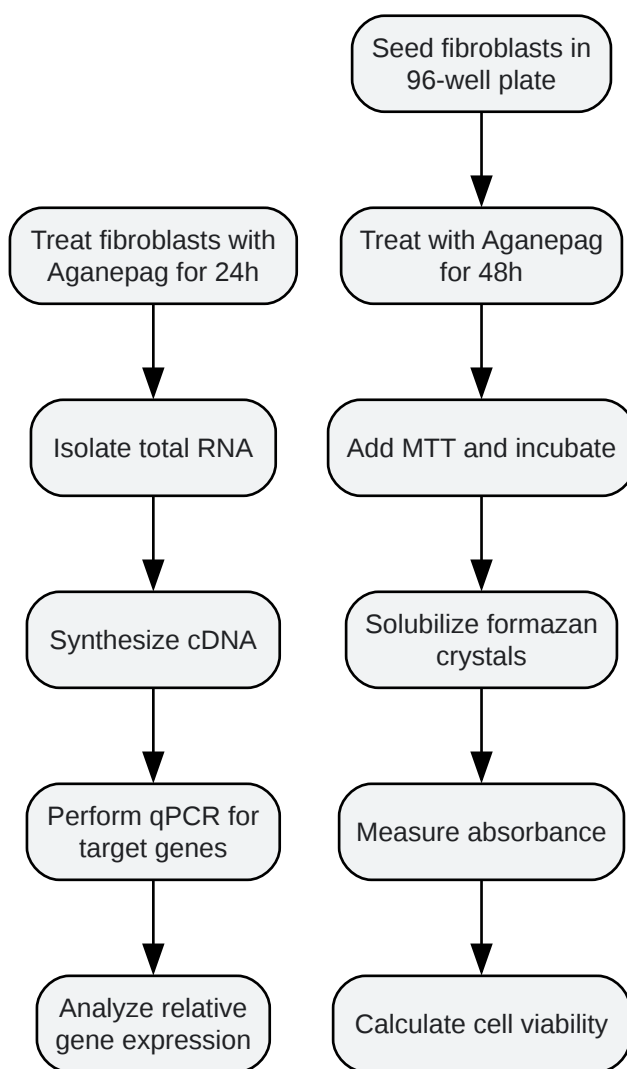 Treat fibroblasts with
Aganepag for 24h
Isolate total RNA
Synthesize cDNA
Perform qPCR for
target genes
Analyze relative
gene expression
Seed fibroblasts in
96-well plate
Treat with Aganepag
for 48h
Add MTT and incubate
Solubilize formazan
crystals
Measure absorbance
Calculate cell viability